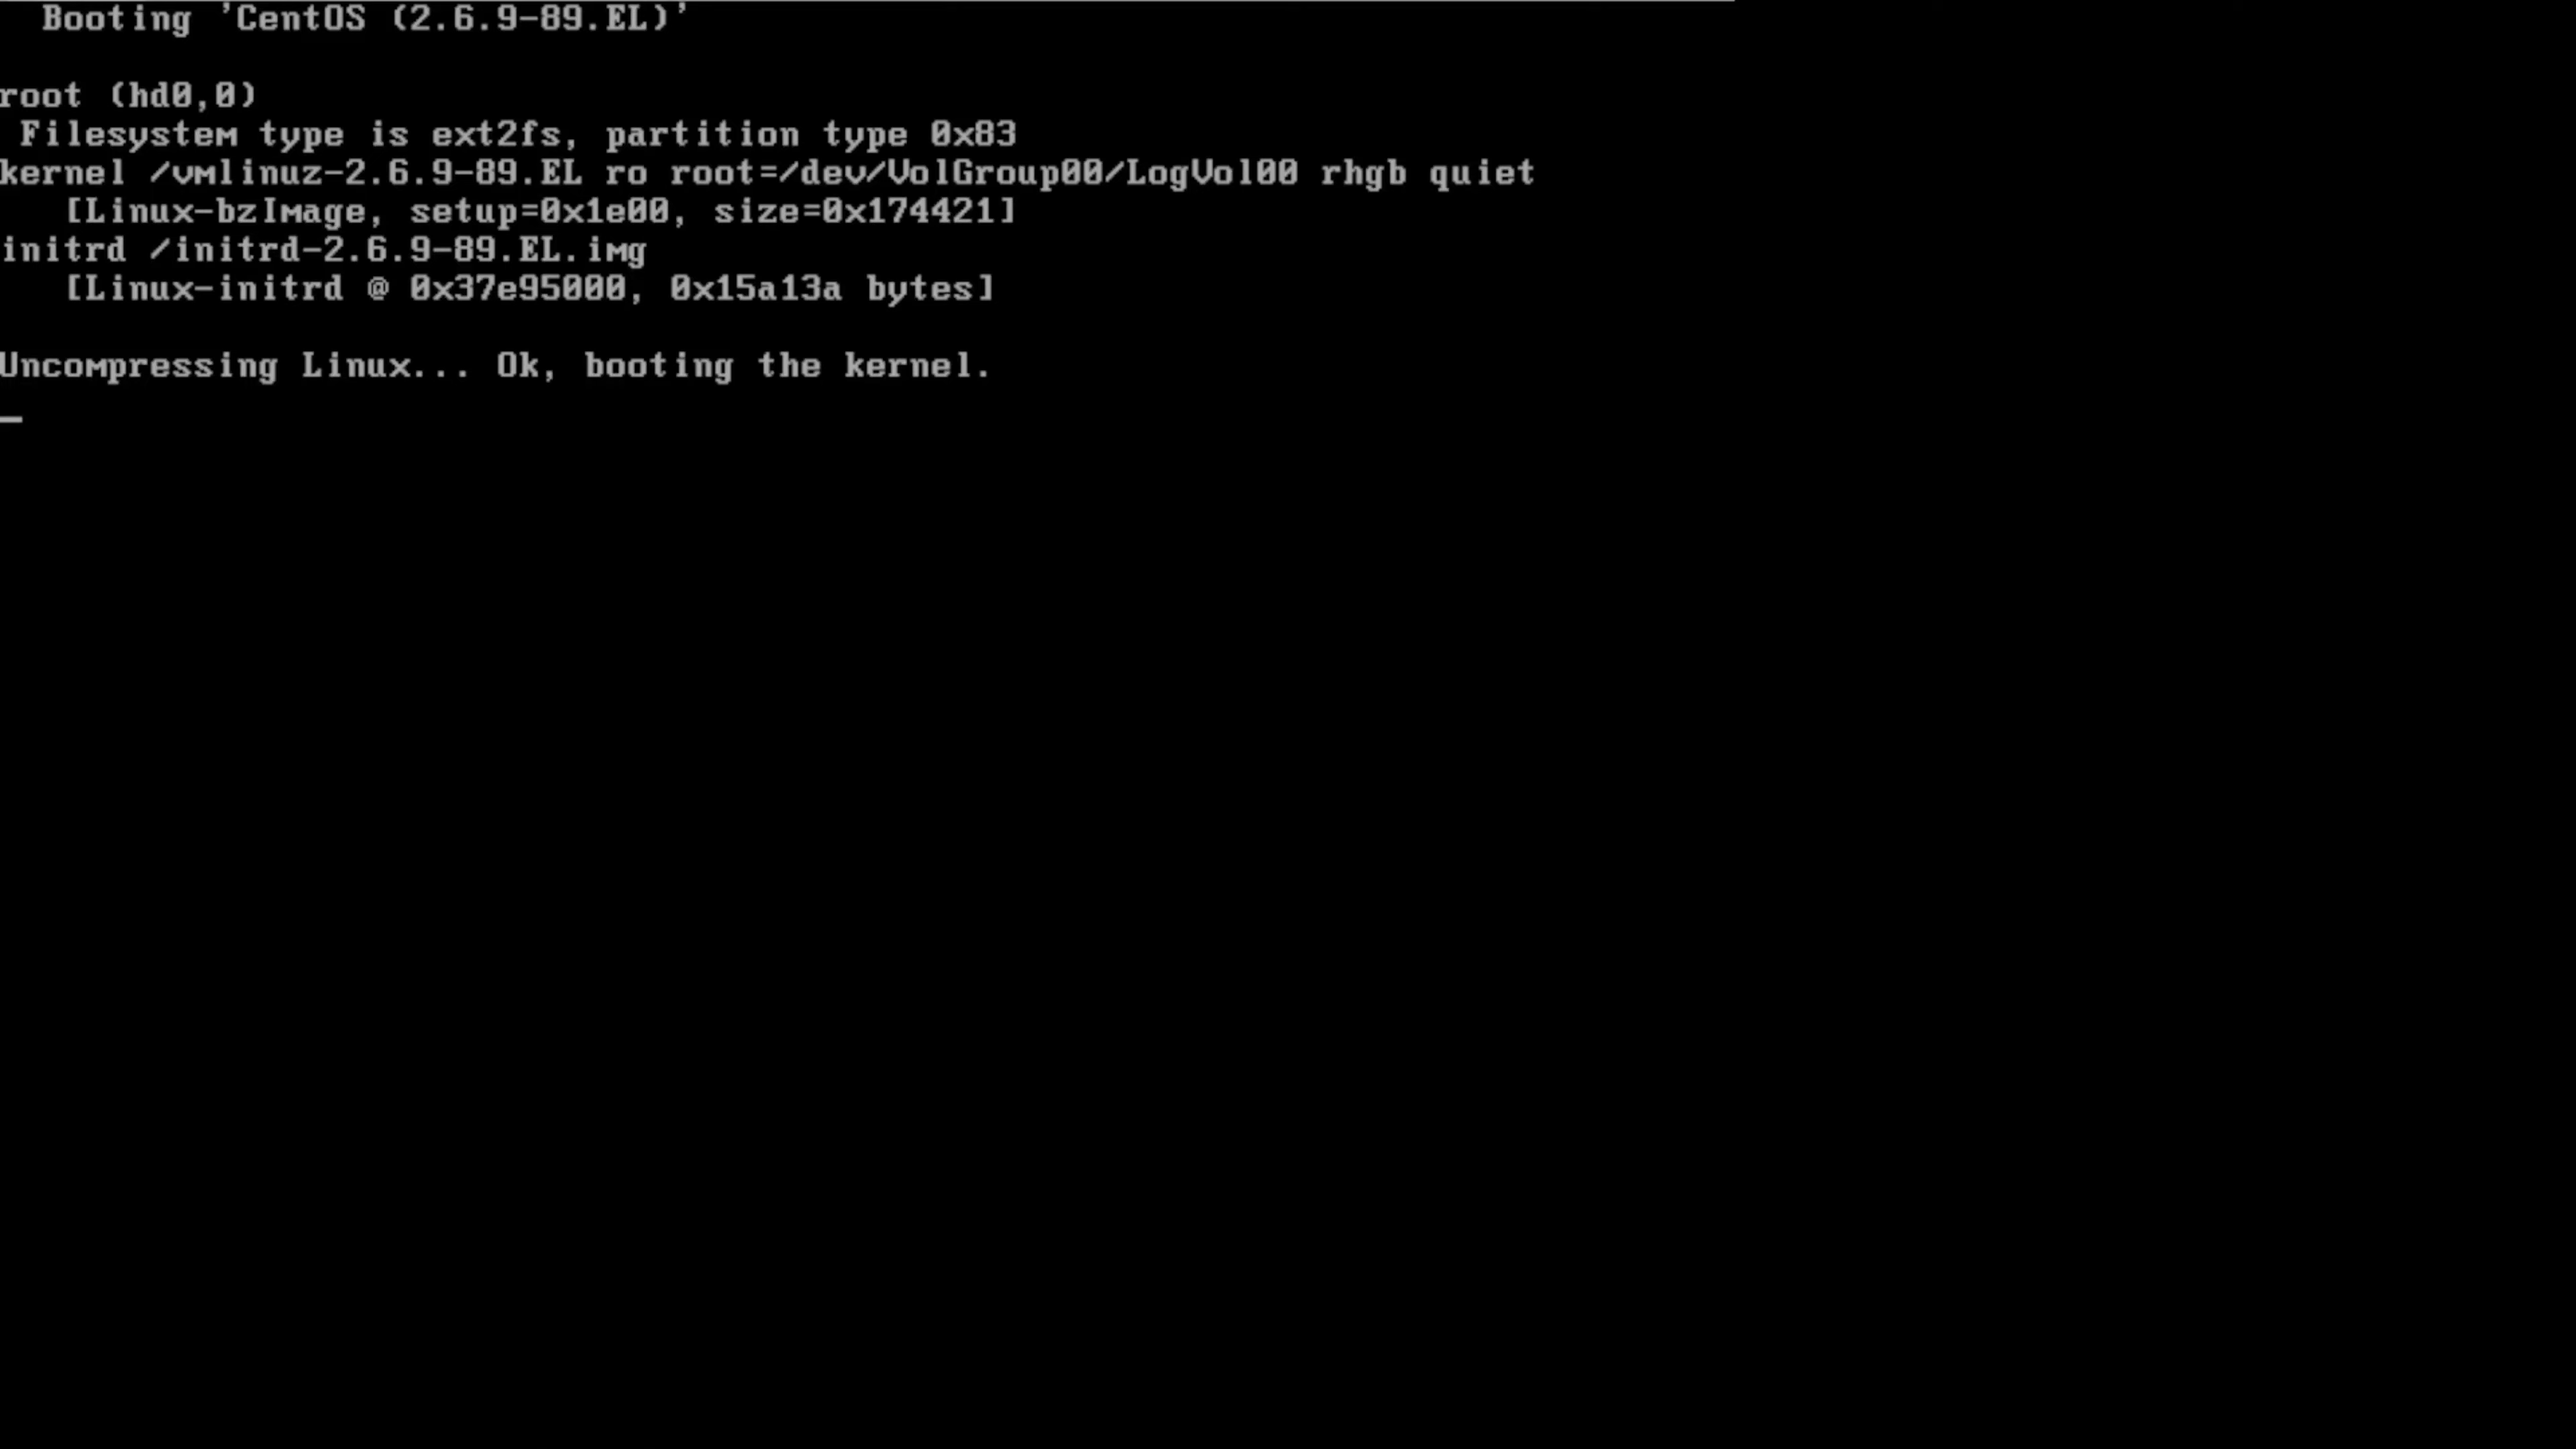 Booting 'CentOS (2.6.9-89.EL)'
root (hd0,0)
Filesystem type is ext2fs, partition type 0x83
kernel /vmlinuz-2.6.9-89.EL ro root=/dev/VolGroup00/LogVol00 rhgb quiet
[Linux-bzImage, setup=0x1e00, size=0x174421]
initrd /initrd-2.6.9-89.EL.img
[Linux-initrd @ 0x37e95000, 0x15a13a bytes]
Uncompressing Linux... Ok, booting the kernel.